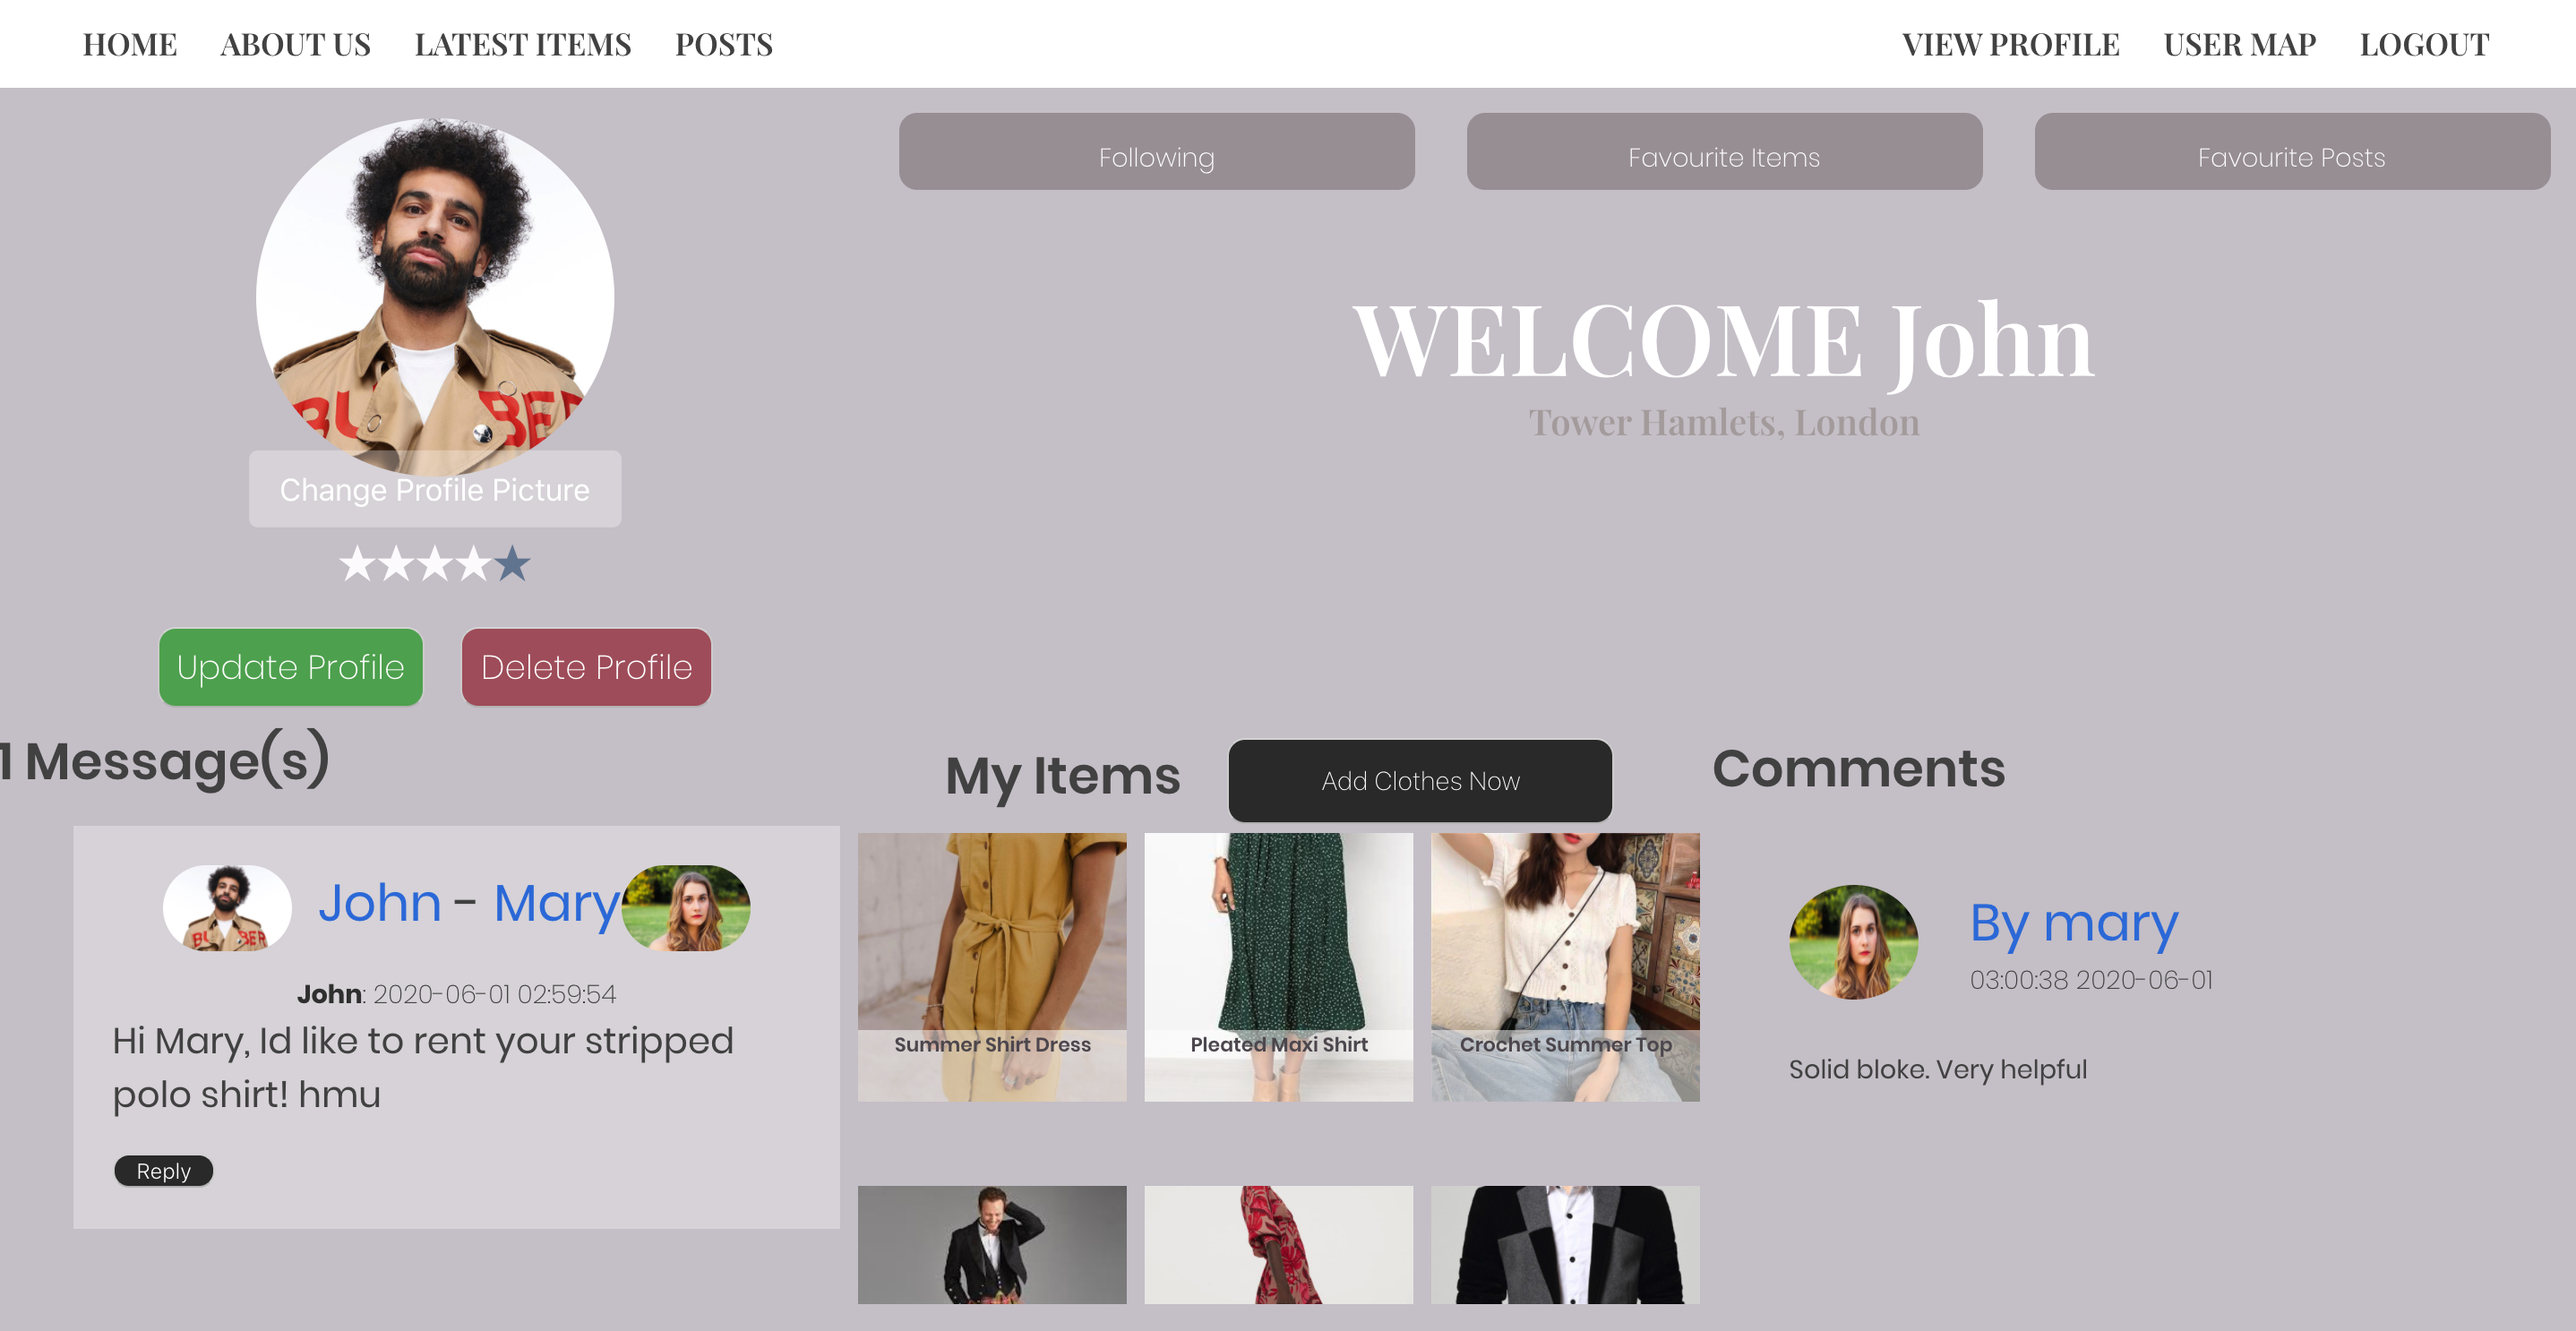 HOME ABOUT US LATEST ITEMS POSTS VIEW PROFILE USER MAP LOGOUT
Following Favourite Items Favourite Posts
WELCOME John
Tower Hamlets, London
Change Profile Picture
Update Profile Delete Profile
1 Message(s)
John - Mary
John: 2020-06-01 02:59:54
Hi Mary, Id like to rent your stripped
polo shirt! hmu
Reply
My Items Add Clothes Now
Summer Shirt Dress Pleated Maxi Shirt Crochet Summer Top
Comments
By mary
03:00:38 2020-06-01
Solid bloke. Very helpful